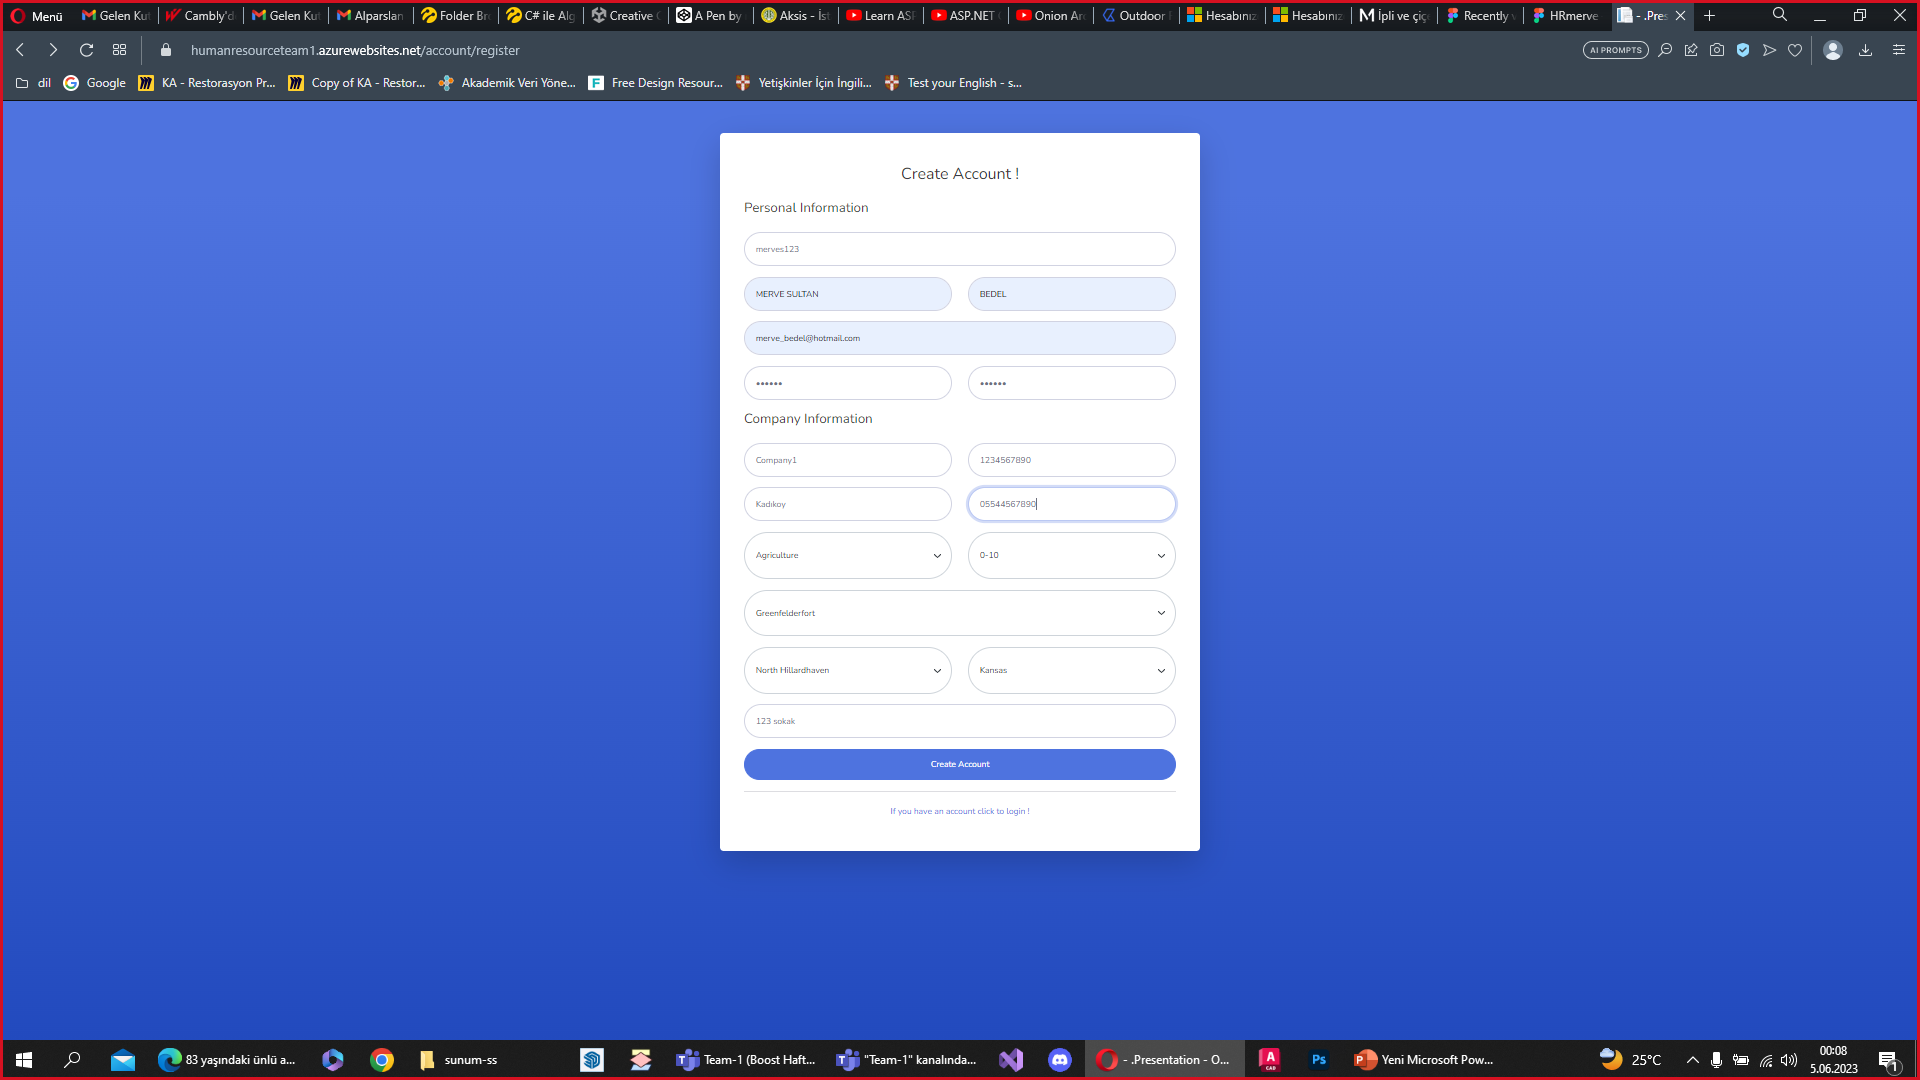 Menü
Gelen Ku
Cambly'd
Gelen Ku
Alparslan
Folder Br
C# ile Alg
Creative
A Pen by
Aksis - İst
Learn AS
ASP.NET
Onion Ar
Outdoor
Hesabını
Hesabını
İpli ve çiç
Recently
HRmerve
- .Pres
humanresourceteam1.azurewebsites.net/account/register
AI PROMPTS
dil
Google
KA - Restorasyon Pr...
Copy of KA - Restor...
Akademik Veri Yöne...
Free Design Resour...
Yetişkinler İçin İngili...
Test your English - s...
Create Account !
Personal Information
merves123
MERVE SULTAN
BEDEL
merve_bedel@hotmail.com
••••••
••••••
Company Information
Company1
1234567890
Kadıkoy
05544567890
Agriculture
0-10
Greenfelderfort
North Hillardhaven
Kansas
123 sokak
Create Account
If you have an account click to login !
83 yaşındaki ünlü a...
sunum-ss
Team-1 (Boost Haft...
"Team-1" kanalında...
- .Presentation - O...
Yeni Microsoft Pow...
25°C
00:08
5.06.2023
1